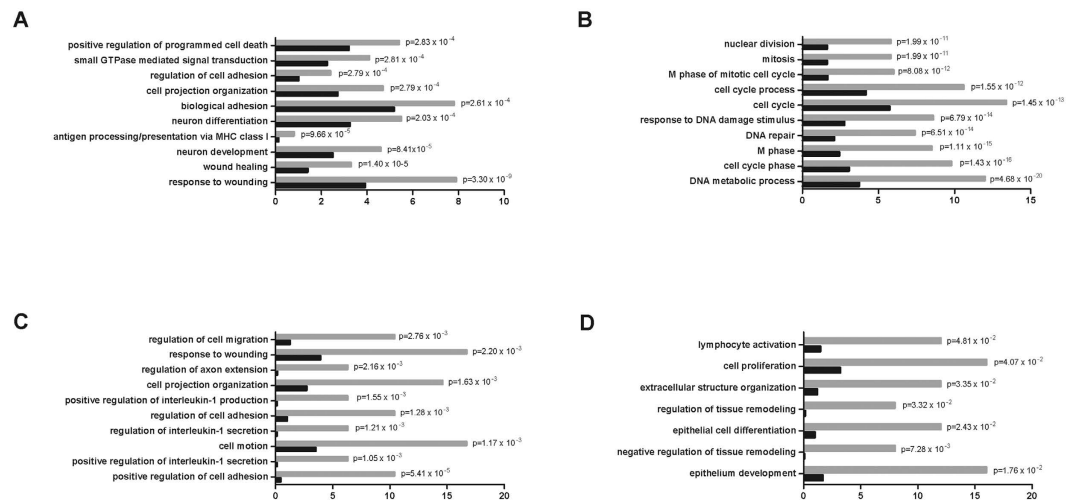 A
positive regulation of programmed cell death p=2.83 x 10⁻⁴
small GTPase mediated signal transduction p=2.81 x 10⁻⁴
regulation of cell adhesion p=2.79 x 10⁻⁴
cell projection organization p=2.79 x 10⁻⁴
biological adhesion p=2.61 x 10⁻⁴
neuron differentiation p=2.03 x 10⁻⁴
antigen processing/presentation via MHC class I p=9.66 x 10⁻⁵
neuron development p=8.41x 10⁻⁵
wound healing p=1.40 x 10-5
response to wounding p=3.30 x 10⁻⁹
0 2 4 6 8 10
B
nuclear division p=1.99 x 10⁻¹¹
mitosis p=1.99 x 10⁻¹¹
M phase of mitotic cell cycle p=8.08 x 10⁻¹²
cell cycle process p=1.55 x 10⁻¹²
cell cycle p=1.45 x 10⁻¹³
response to DNA damage stimulus p=6.79 x 10⁻¹⁴
DNA repair p=6.51 x 10⁻¹⁴
M phase p=1.11 x 10⁻¹⁵
cell cycle phase p=1.43 x 10⁻¹⁶
DNA metabolic process p=4.68 x 10⁻²⁰
0 5 10 15
C
regulation of cell migration p=2.76 x 10⁻³
response to wounding p=2.20 x 10⁻³
regulation of axon extension p=2.16 x 10⁻³
cell projection organization p=1.63 x 10⁻³
positive regulation of interleukin-1 production p=1.55 x 10⁻³
regulation of cell adhesion p=1.28 x 10⁻³
regulation of interleukin-1 secretion p=1.21 x 10⁻³
cell motion p=1.17 x 10⁻³
positive regulation of interleukin-1 secretion p=1.05 x 10⁻³
positive regulation of cell adhesion p=5.41 x 10⁻⁵
0 5 10 15 20
D
lymphocyte activation p=4.81 x 10⁻²
cell proliferation p=4.07 x 10⁻²
extracellular structure organization p=3.35 x 10⁻²
regulation of tissue remodeling p=3.32 x 10⁻²
epithelial cell differentiation p=2.43 x 10⁻²
negative regulation of tissue remodeling p=7.28 x 10⁻³
epithelium development p=1.76 x 10⁻²
0 5 10 15 20